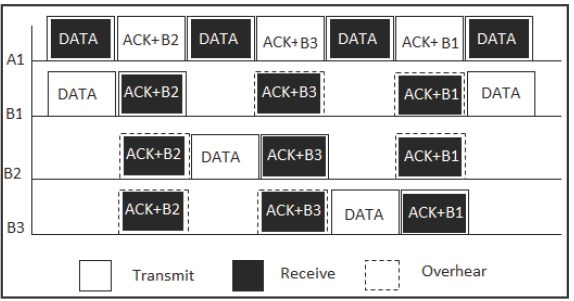 A1 DATA ACK+B2 DATA ACK+B3 DATA ACK+B1 DATA
B1 DATA ACK+B2 ACK+B3 ACK+B1 DATA
B2 ACK+B2 DATA ACK+B3 ACK+B1
B3 ACK+B2 ACK+B3 DATA ACK+B1
Transmit Receive Overhear